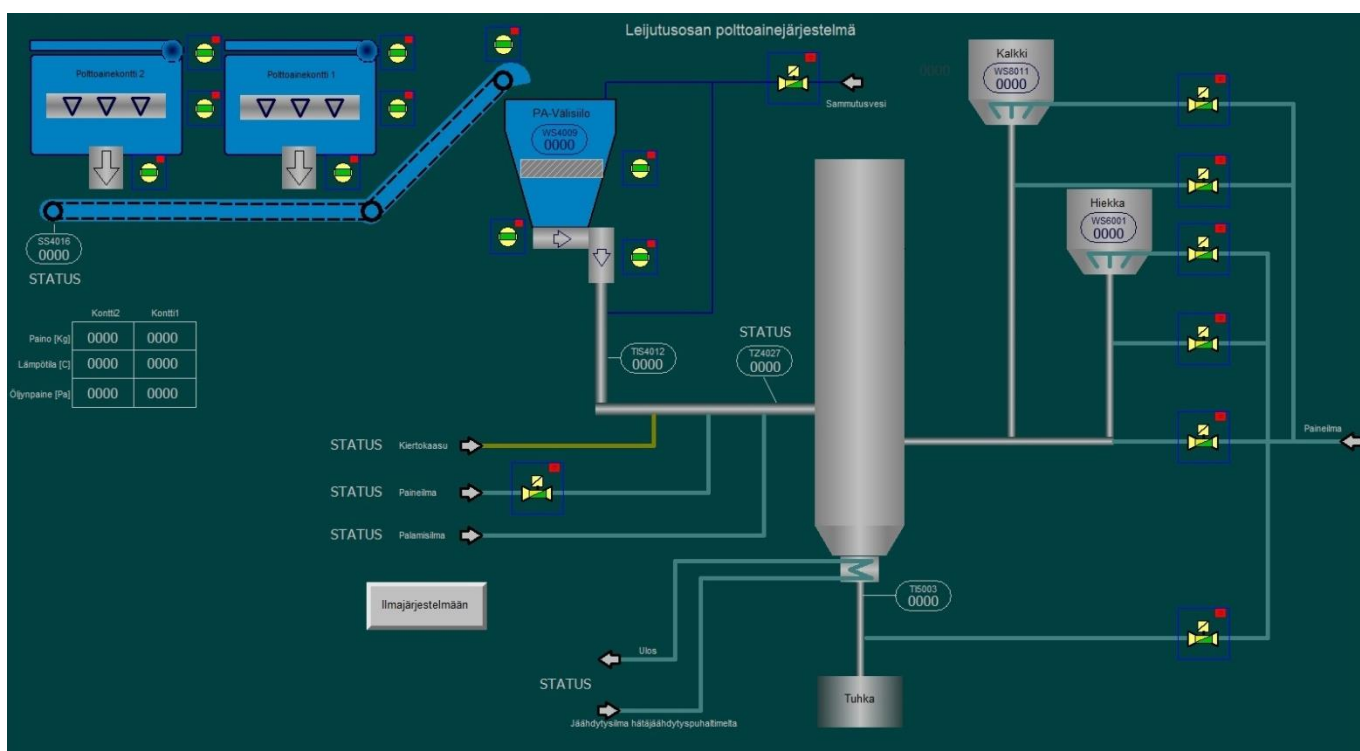 Leijutusosan polttoainejärjestelmä
Polttoainekontti 2
Polttoainekontti 1
Kalkki
WS8011
0000
0000
Sammutusvesi
PA-Välisiilo
WS4009
0000
Hiekka
WS6001
0000
SS4016
0000
STATUS
Kontti2 Kontti1
Paino [Kg] 0000 0000
Lämpötila [C] 0000 0000
Öljynpaine [Pa] 0000 0000
TIS4012
0000
STATUS
TZ4027
0000
STATUS Kiertokaasu
Paineilma
STATUS Paineilma
STATUS Palamisilma
Ilmajärjestelmään
TI5003
0000
Ulos
STATUS
Jäähdytysilma hätäjäähdytyspuhaltimelta
Tuhka